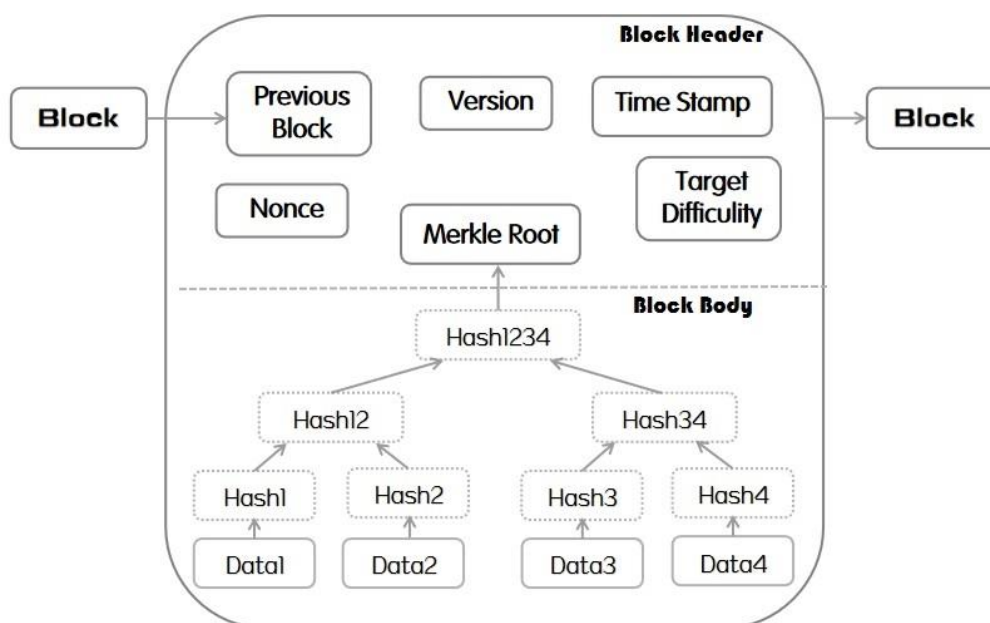 Block Header
Block
Previous
Block
Version
Time Stamp
Block
Nonce
Target
Difficulity
Merkle Root
Block Body
Hash1234
Hash12
Hash34
Hash1
Hash2
Hash3
Hash4
Data1
Data2
Data3
Data4